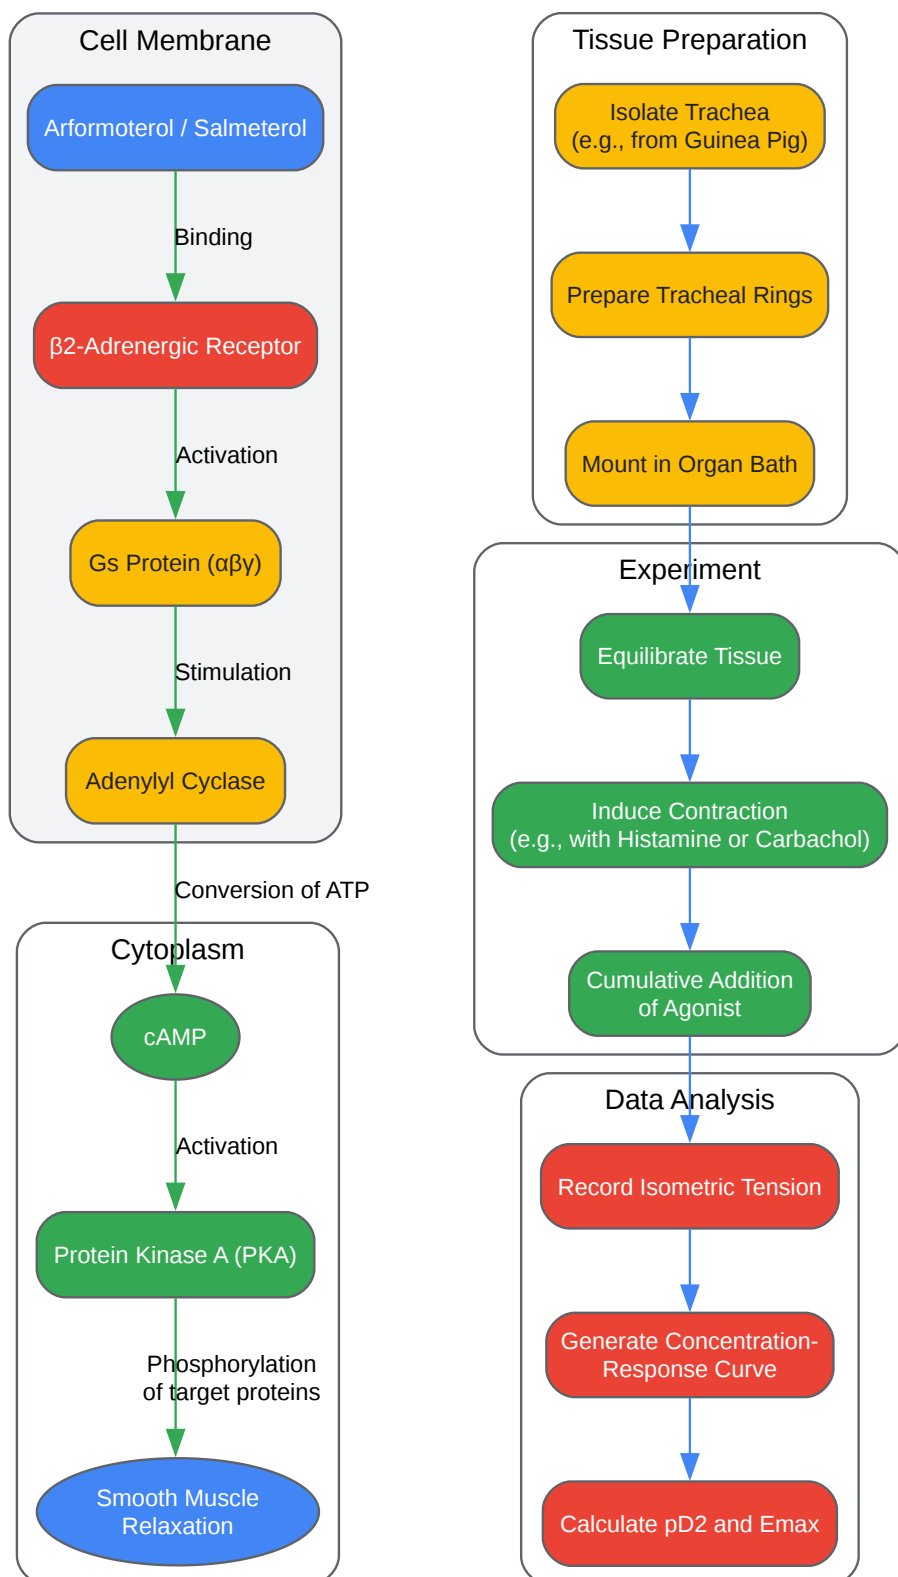 Cell Membrane
Arformoterol / Salmeterol
Binding
β2-Adrenergic Receptor
Activation
Gs Protein (αβγ)
Stimulation
Adenylyl Cyclase
Conversion of ATP
Cytoplasm
cAMP
Activation
Protein Kinase A (PKA)
Phosphorylation
of target proteins
Smooth Muscle
Relaxation
Tissue Preparation
Isolate Trachea
(e.g., from Guinea Pig)
Prepare Tracheal Rings
Mount in Organ Bath
Experiment
Equilibrate Tissue
Induce Contraction
(e.g., with Histamine or Carbachol)
Cumulative Addition
of Agonist
Data Analysis
Record Isometric Tension
Generate Concentration-
Response Curve
Calculate pD2 and Emax